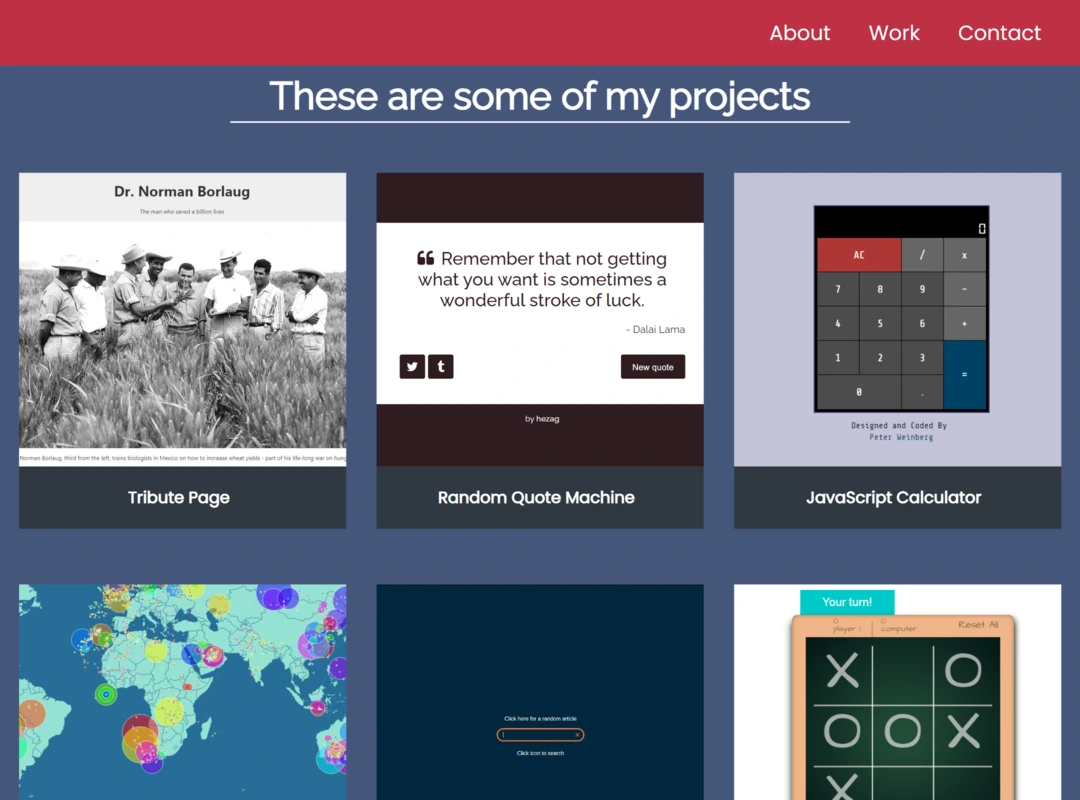 About Work Contact
These are some of my projects
Dr. Norman Borlaug
The man who saved a billion lives
Norman Borlaug, third from the left, trains biologists in Mexico on how to increase wheat yields - part of his life-long war on hung
Tribute Page
Remember that not getting
what you want is sometimes a
wonderful stroke of luck.
- Dalai Lama
New quote
by hezag
Random Quote Machine
0
AC / x
7 8 9 -
4 5 6 +
1 2 3 =
0 .
Designed and Coded By
Peter Weinberg
JavaScript Calculator
Click here for a random article
Click icon to search
Your turn!
0 0
player 1 computer Reset All
X O
O O X
X